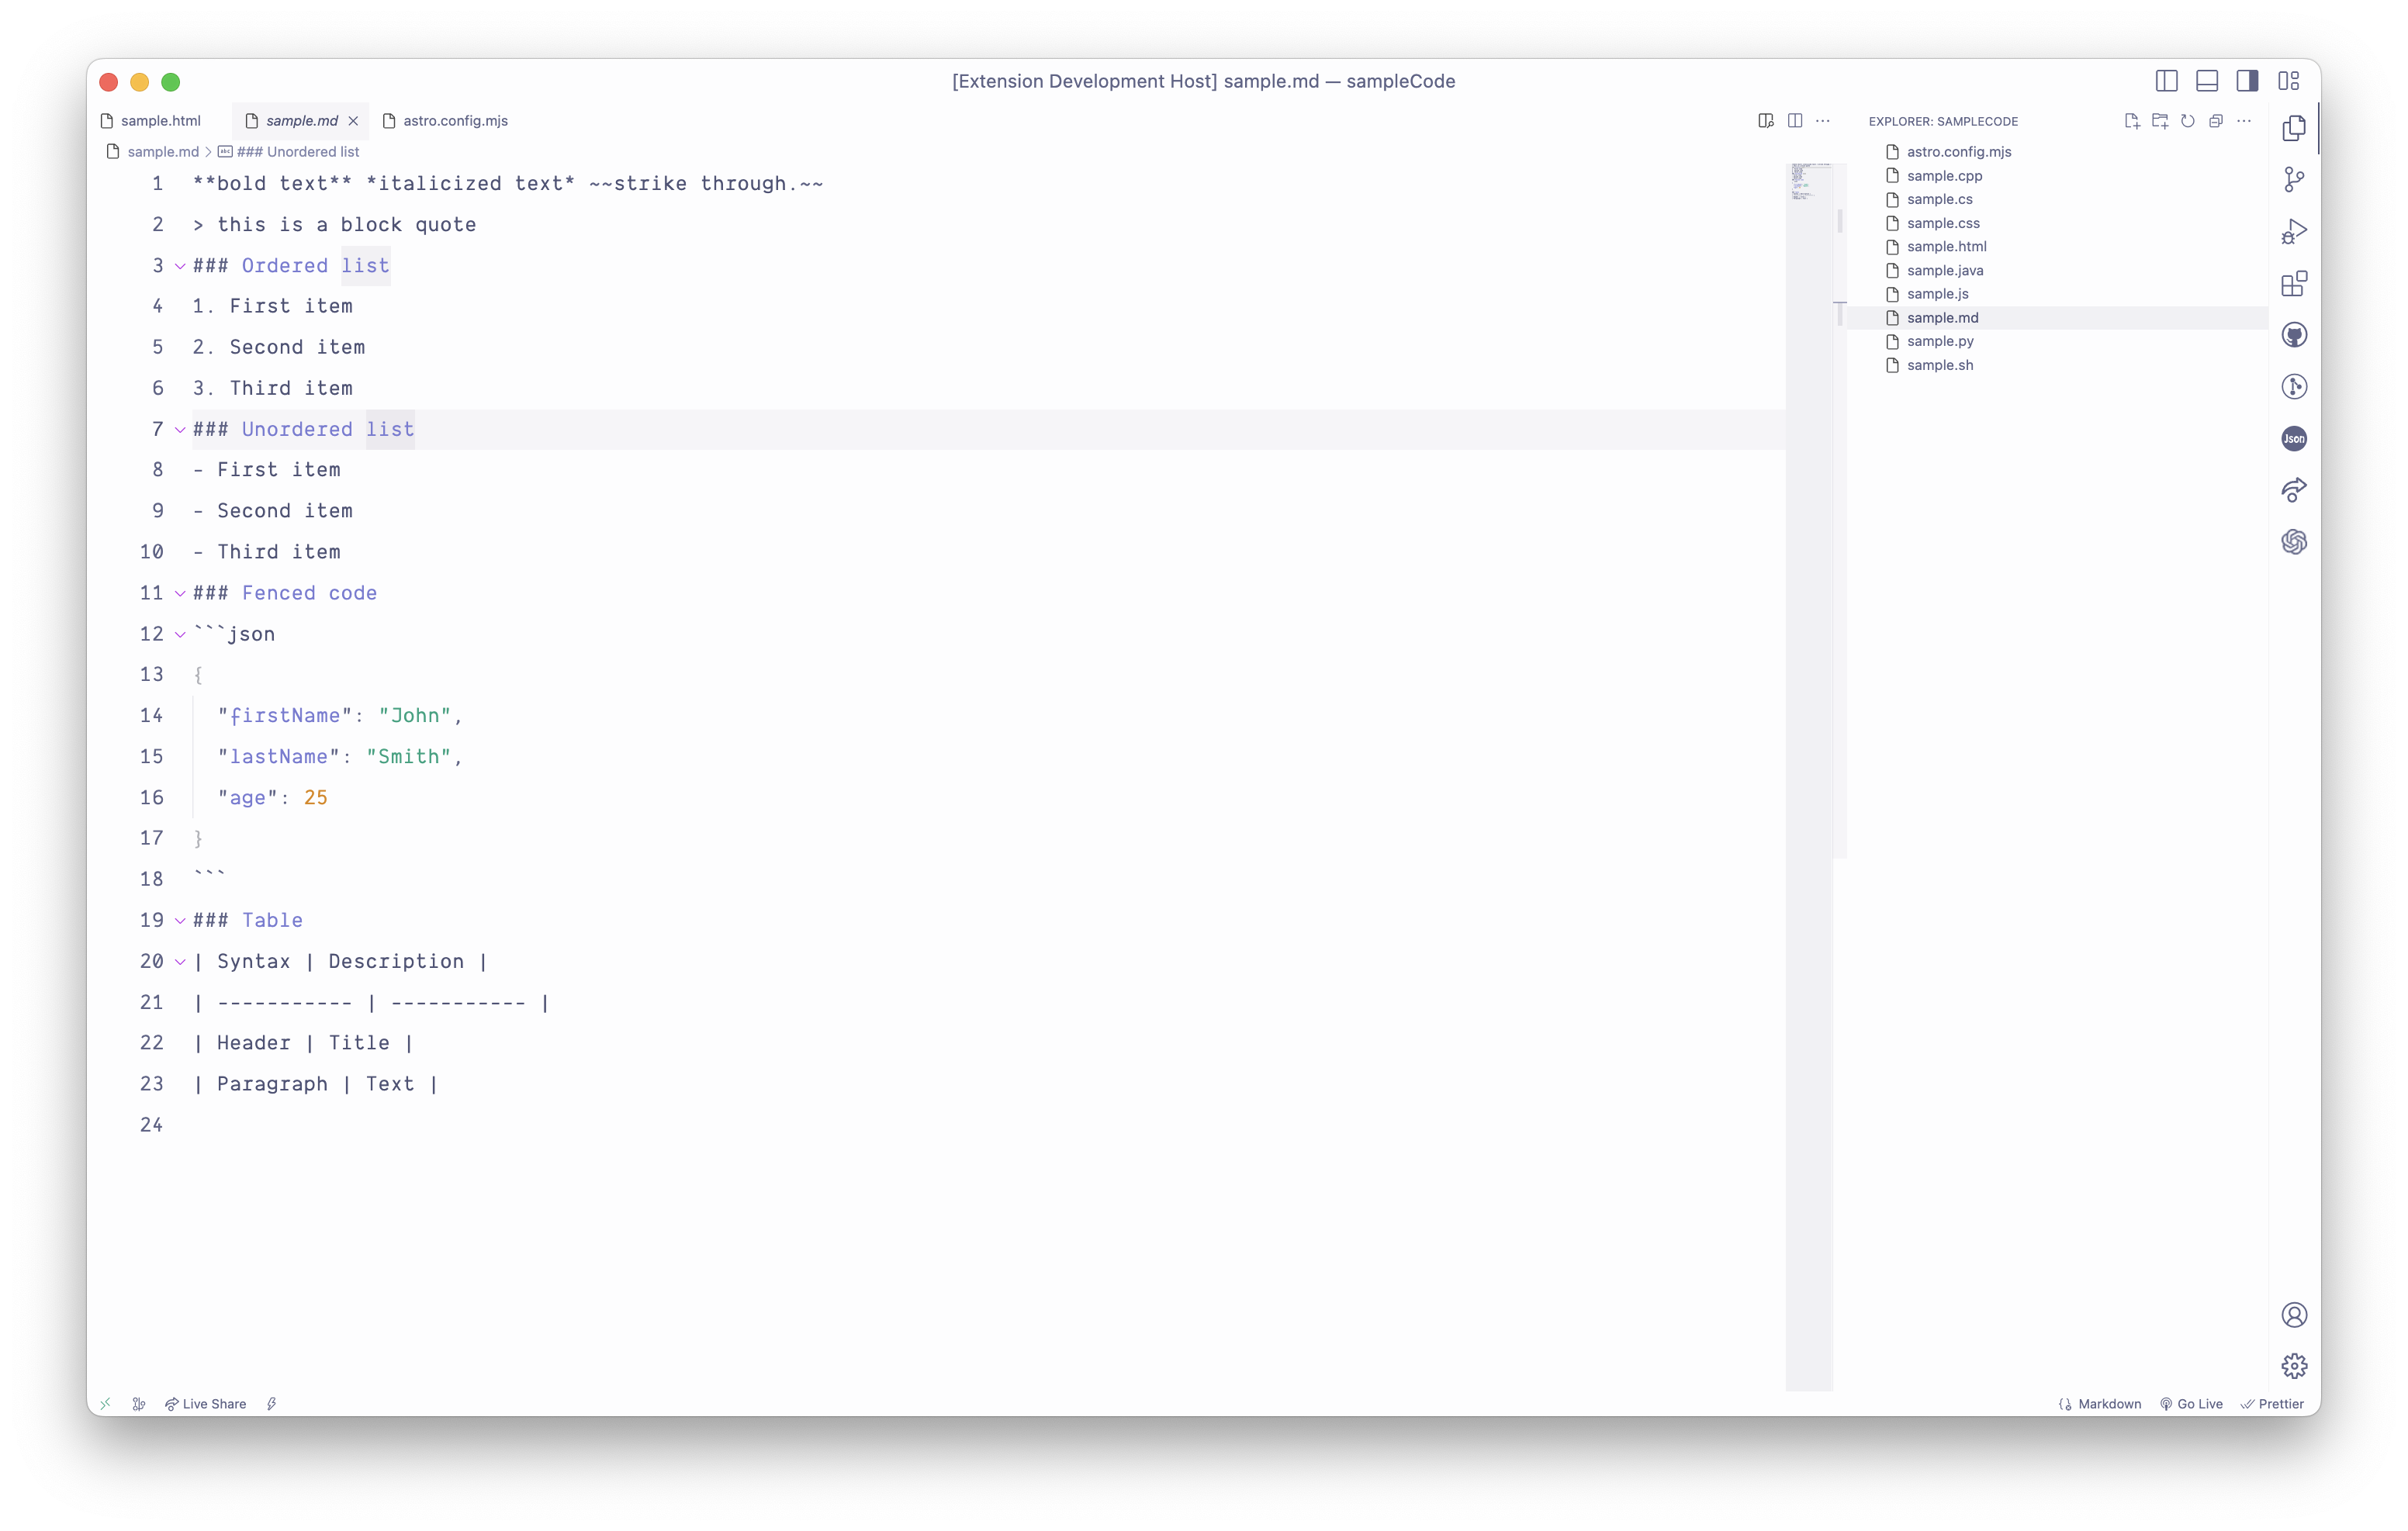 [Extension Development Host] sample.md — sampleCode
sample.html sample.md astro.config.mjs
sample.md > ### Unordered list
1 **bold text** *italicized text* ~~strike through.~~
2 > this is a block quote
3 ### Ordered list
4 1. First item
5 2. Second item
6 3. Third item
7 ### Unordered list
8 - First item
9 - Second item
10 - Third item
11 ### Fenced code
12 ```json
13 {
14   "firstName": "John",
15   "lastName": "Smith",
16   "age": 25
17 }
18 ```
19 ### Table
20 | Syntax | Description |
21 | ----------- | ----------- |
22 | Header | Title |
23 | Paragraph | Text |
24
EXPLORER: SAMPLECODE
astro.config.mjs
sample.cpp
sample.cs
sample.css
sample.html
sample.java
sample.js
sample.md
sample.py
sample.sh
Json
Live Share
Markdown Go Live Prettier